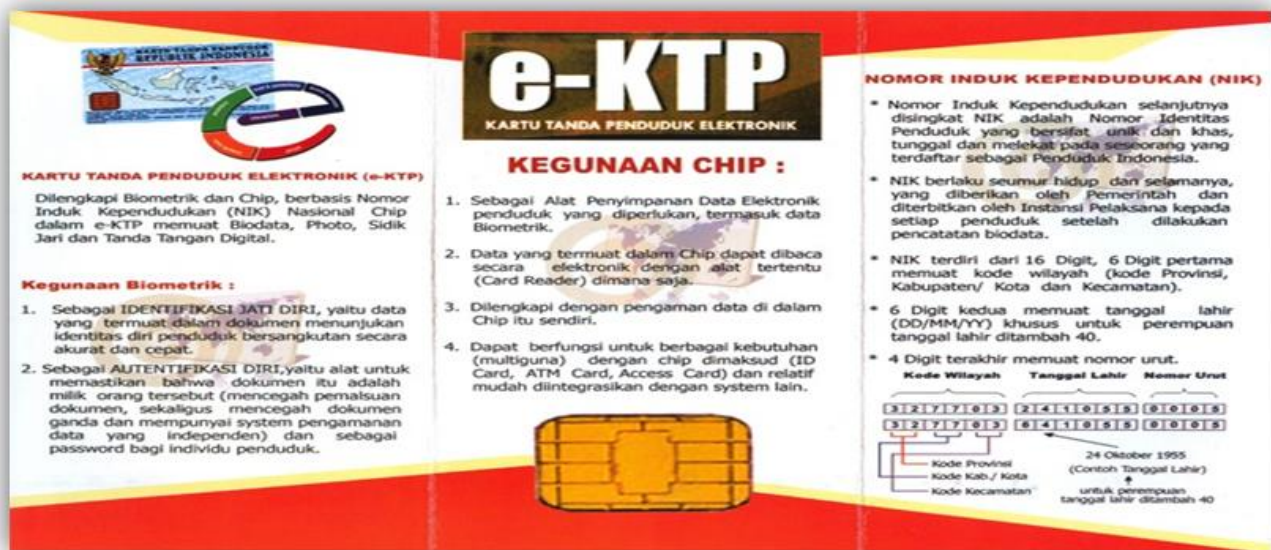 KARTU TANDA PENDUDUK
REPUBLIK INDONESIA
KARTU TANDA PENDUDUK ELEKTRONIK (e-KTP)
Dilengkapi Biometrik dan Chip, berbasis Nomor
Induk Kependudukan (NIK) Nasional Chip
dalam e-KTP memuat Biodata, Photo, Sidik
Jari dan Tanda Tangan Digital.
Kegunaan Biometrik :
1. Sebagai IDENTIFIKASI JATI DIRI, yaitu data
yang termuat dalam dokumen menunjukan
identitas diri penduduk bersangkutan secara
akurat dan cepat.
2. Sebagai AUTENTIFIKASI DIRI,yaitu alat untuk
memastikan bahwa dokumen itu adalah
milik orang tersebut (mencegah pemalsuan
dokumen, sekaligus mencegah dokumen
ganda dan mempunyai system pengamanan
data yang independen) dan sebagai
password bagi individu penduduk.
e-KTP
KARTU TANDA PENDUDUK ELEKTRONIK
KEGUNAAN CHIP :
1. Sebagai Alat Penyimpanan Data Elektronik
penduduk yang diperlukan, termasuk data
Biometrik.
2. Data yang termuat dalam Chip dapat dibaca
secara elektronik dengan alat tertentu
(Card Reader) dimana saja.
3. Dilengkapi dengan pengaman data di dalam
Chip itu sendiri.
4. Dapat berfungsi untuk berbagai kebutuhan
(multiguna) dengan chip dimaksud (ID
Card, ATM Card, Access Card) dan relatif
mudah diintegrasikan dengan system lain.
NOMOR INDUK KEPENDUDUKAN (NIK)
* Nomor Induk Kependudukan selanjutnya
disingkat NIK adalah Nomor Identitas
Penduduk yang bersifat unik dan khas,
tunggal dan melekat pada seseorang yang
terdaftar sebagai Penduduk Indonesia.
* NIK berlaku seumur hidup dan selamanya,
yang diberikan oleh Pemerintah dan
diterbitkan oleh Instansi Pelaksana kepada
setiap penduduk setelah dilakukan
pencatatan biodata.
* NIK terdiri dari 16 Digit, 6 Digit pertama
memuat kode wilayah (kode Provinsi,
Kabupaten/ Kota dan Kecamatan).
* 6 Digit kedua memuat tanggal lahir
(DD/MM/YY) khusus untuk perempuan
tanggal lahir ditambah 40.
* 4 Digit terakhir memuat nomor urut.
Kode Wilayah Tanggal Lahir Nomor Urut
3 2 7 7 0 3 2 4 1 0 5 5 0 0 0 5
3 2 7 7 0 3 6 4 1 0 5 5 0 0 0 5
Kode Provinsi
Kode Kab./ Kota
Kode Kecamatan
24 Oktober 1955
(Contoh Tanggal Lahir)
untuk perempuan
tanggal lahir ditambah 40